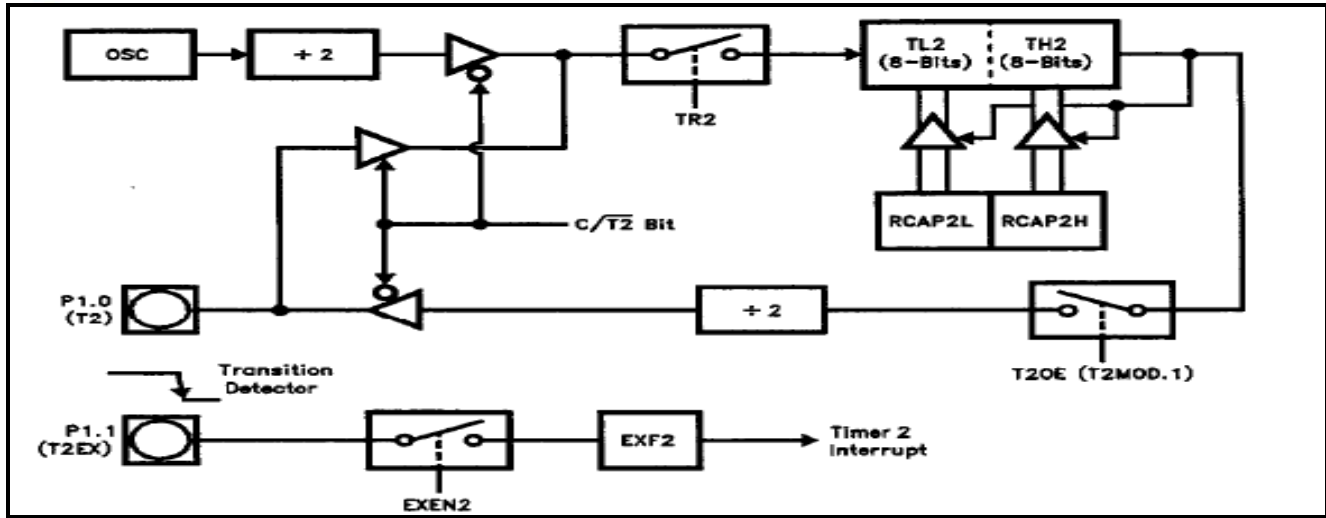 OSC
÷ 2
TR2
TL2
(8-Bits)
TH2
(8-Bits)
RCAP2L
RCAP2H
C/T2 Bit
P1.0
(T2)
÷ 2
T2OE (T2MOD.1)
Transition
Detector
P1.1
(T2EX)
EXEN2
EXF2
Timer 2
Interrupt